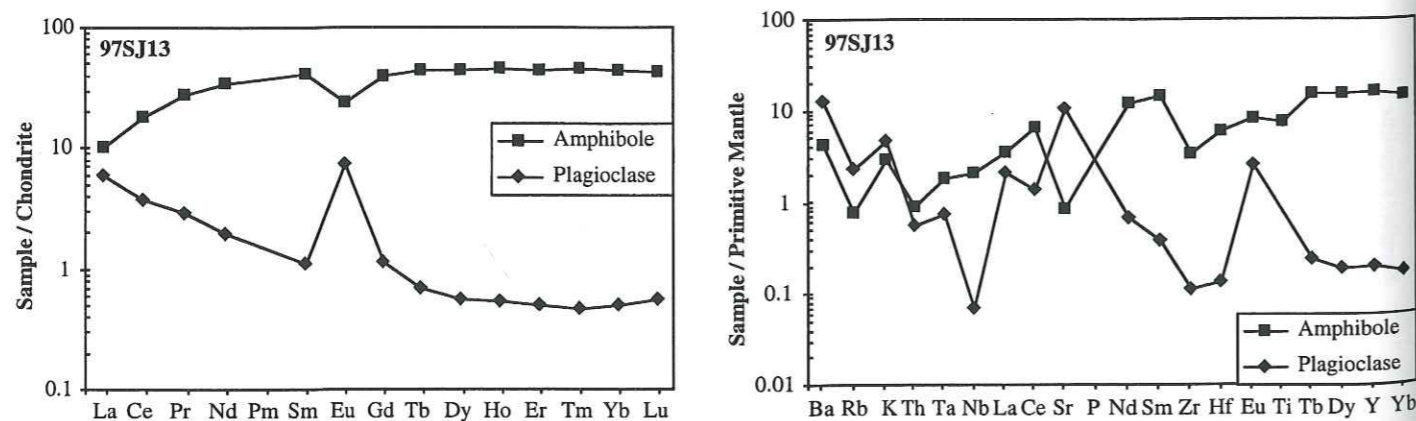 100
97SJ13
10
1
0.1
Sample / Chondrite
Amphibole
Plagioclase
La Ce Pr Nd Pm Sm Eu Gd Tb Dy Ho Er Tm Yb Lu
100
97SJ13
10
1
0.1
0.01
Sample / Primitive Mantle
Amphibole
Plagioclase
Ba Rb K Th Ta Nb La Ce Sr P Nd Sm Zr Hf Eu Ti Tb Dy Y Yb